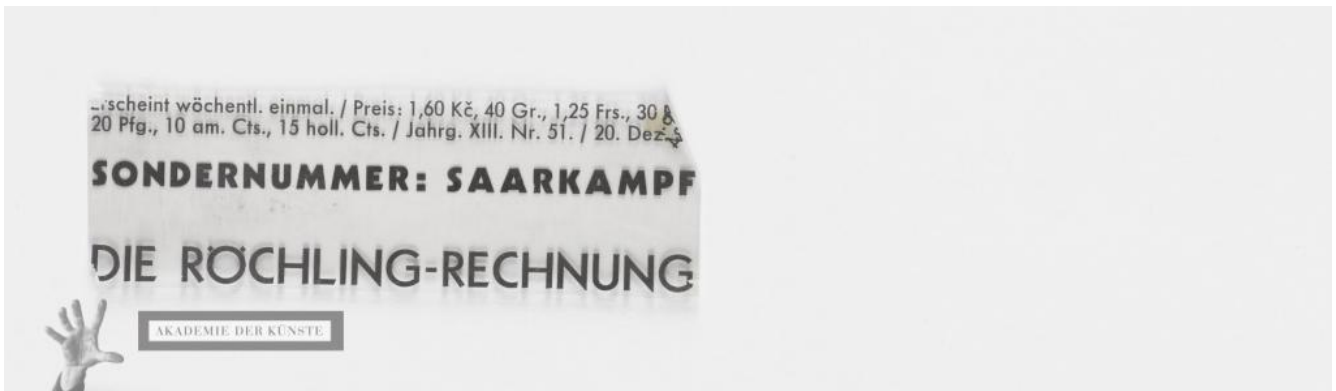 scheint wöchentl. einmal. / Preis: 1,60 Kč, 40 Gr., 1,25 Frs., 30
20 Pfg., 10 am. Cts., 15 holl. Cts. / Jahrg. XIII. Nr. 51. / 20. Dez.
SONDERNUMMER: SAARKAMPF
DIE RÖCHLING-RECHNUNG
AKADEMIE DER KÜNSTE